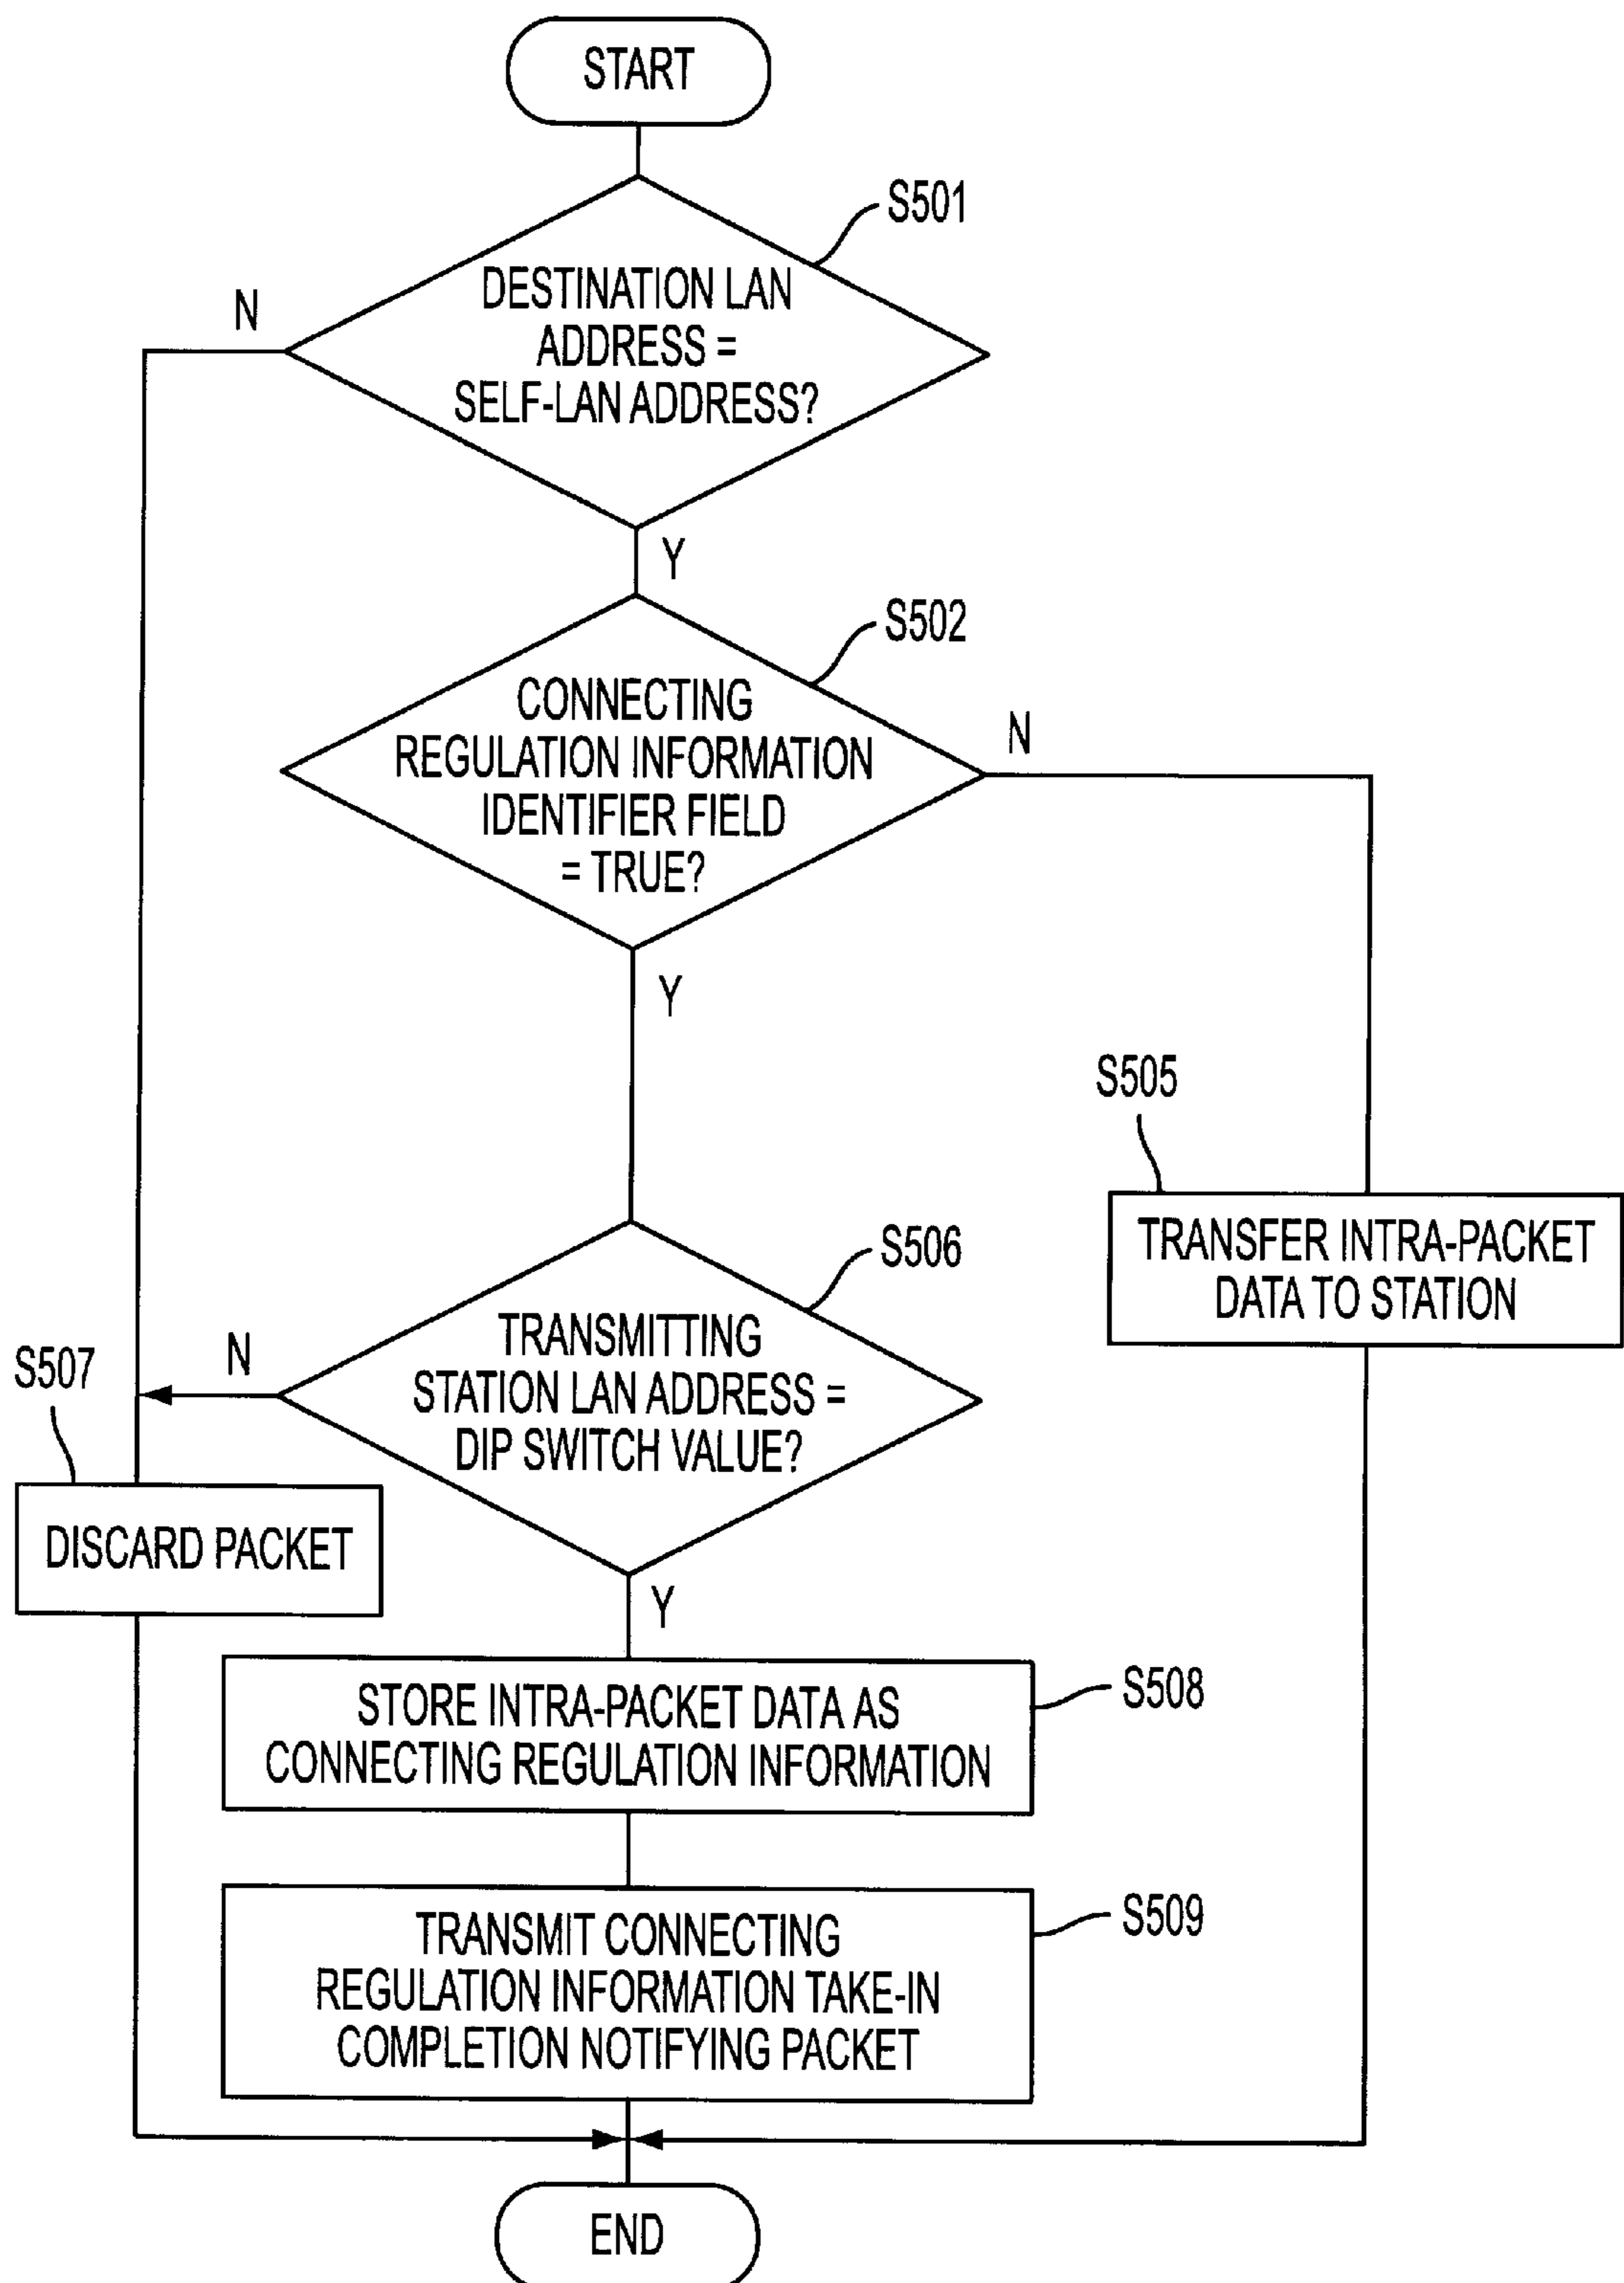 START
S501
DESTINATION LAN
ADDRESS =
SELF-LAN ADDRESS?
N
Y
S502
CONNECTING
REGULATION INFORMATION
IDENTIFIER FIELD
= TRUE?
N
Y
S505
TRANSFER INTRA-PACKET
DATA TO STATION
S506
TRANSMITTING
STATION LAN ADDRESS =
DIP SWITCH VALUE?
N
S507
DISCARD PACKET
Y
S508
STORE INTRA-PACKET DATA AS
CONNECTING REGULATION INFORMATION
S509
TRANSMIT CONNECTING
REGULATION INFORMATION TAKE-IN
COMPLETION NOTIFYING PACKET
END